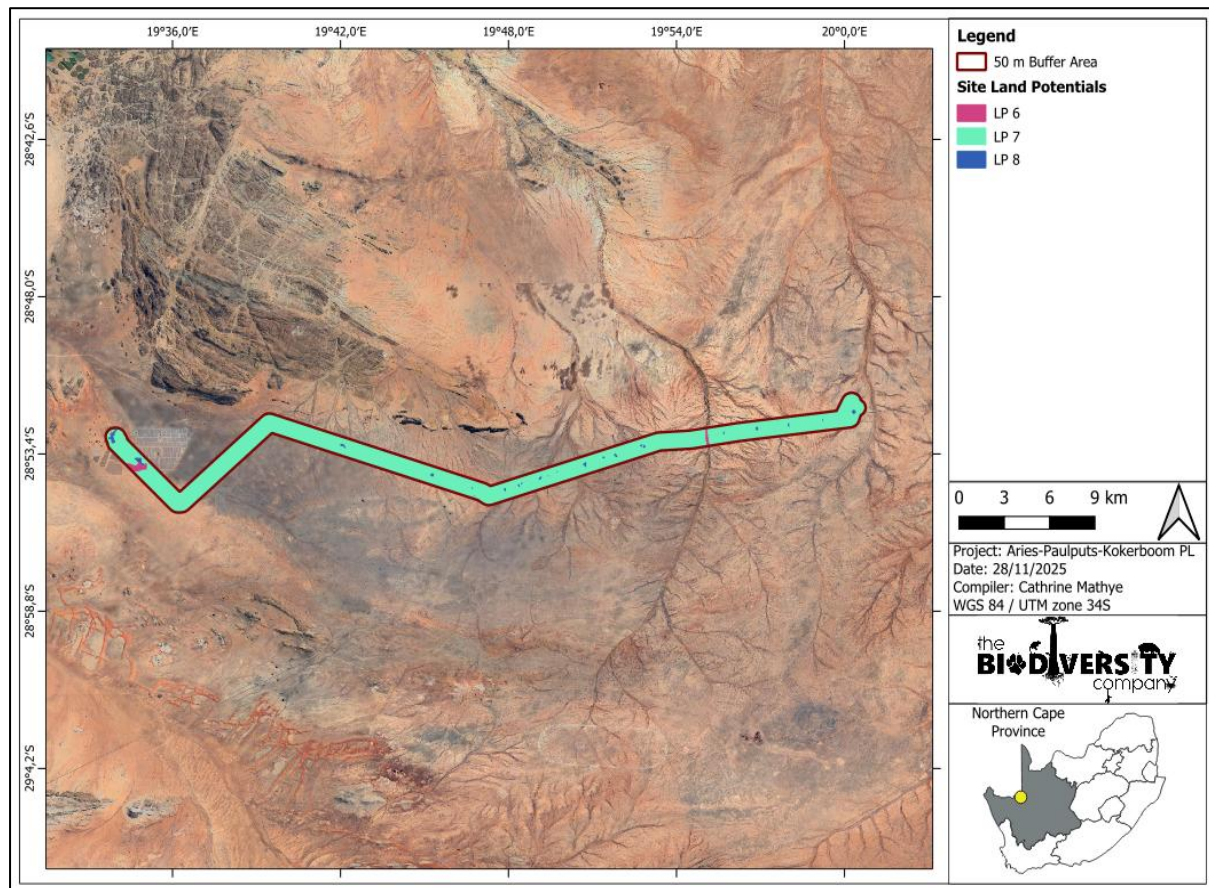 19°36,0'E
19°42,0'E
19°48,0'E
19°54,0'E
20°0,0'E
28°42,6'S
28°48,0'S
28°53,4'S
28°58,8'S
29°4,2'S
Legend
50 m Buffer Area
Site Land Potentials
LP 6
LP 7
LP 8
0 3 6 9 km
Project: Aries-Paulputs-Kokerboom PL
Date: 28/11/2025
Compiler: Cathrine Mathye
WGS 84 / UTM zone 34S
the
BIODIVERSITY
company
Northern Cape
Province